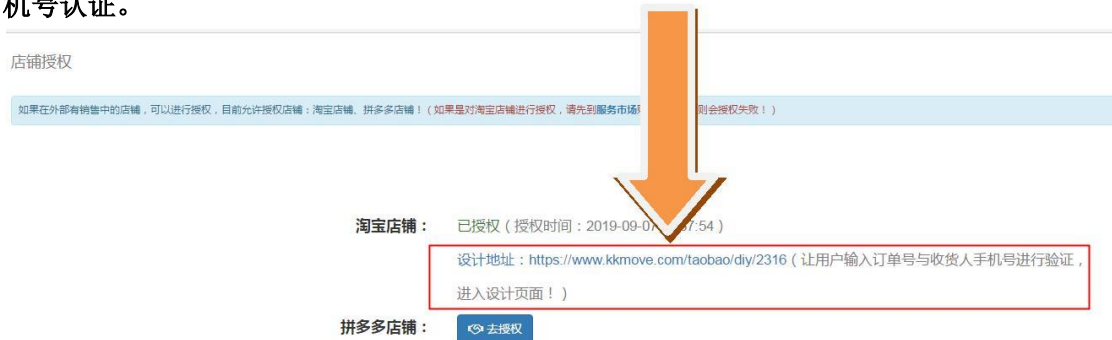 机号认证。
店铺授权
如果在外部有销售中的店铺，可以进行授权，目前允许授权店铺：淘宝店铺、拼多多店铺！（如果是对淘宝店铺进行授权，请先到服务市场 则会授权失败！）
淘宝店铺： 已授权（授权时间：2019-09-07 :54）
设计地址：https://www.kkmove.com/taobao/diy/2316（让用户输入订单号与收货人手机号进行验证，
进入设计页面！）
拼多多店铺： 去授权